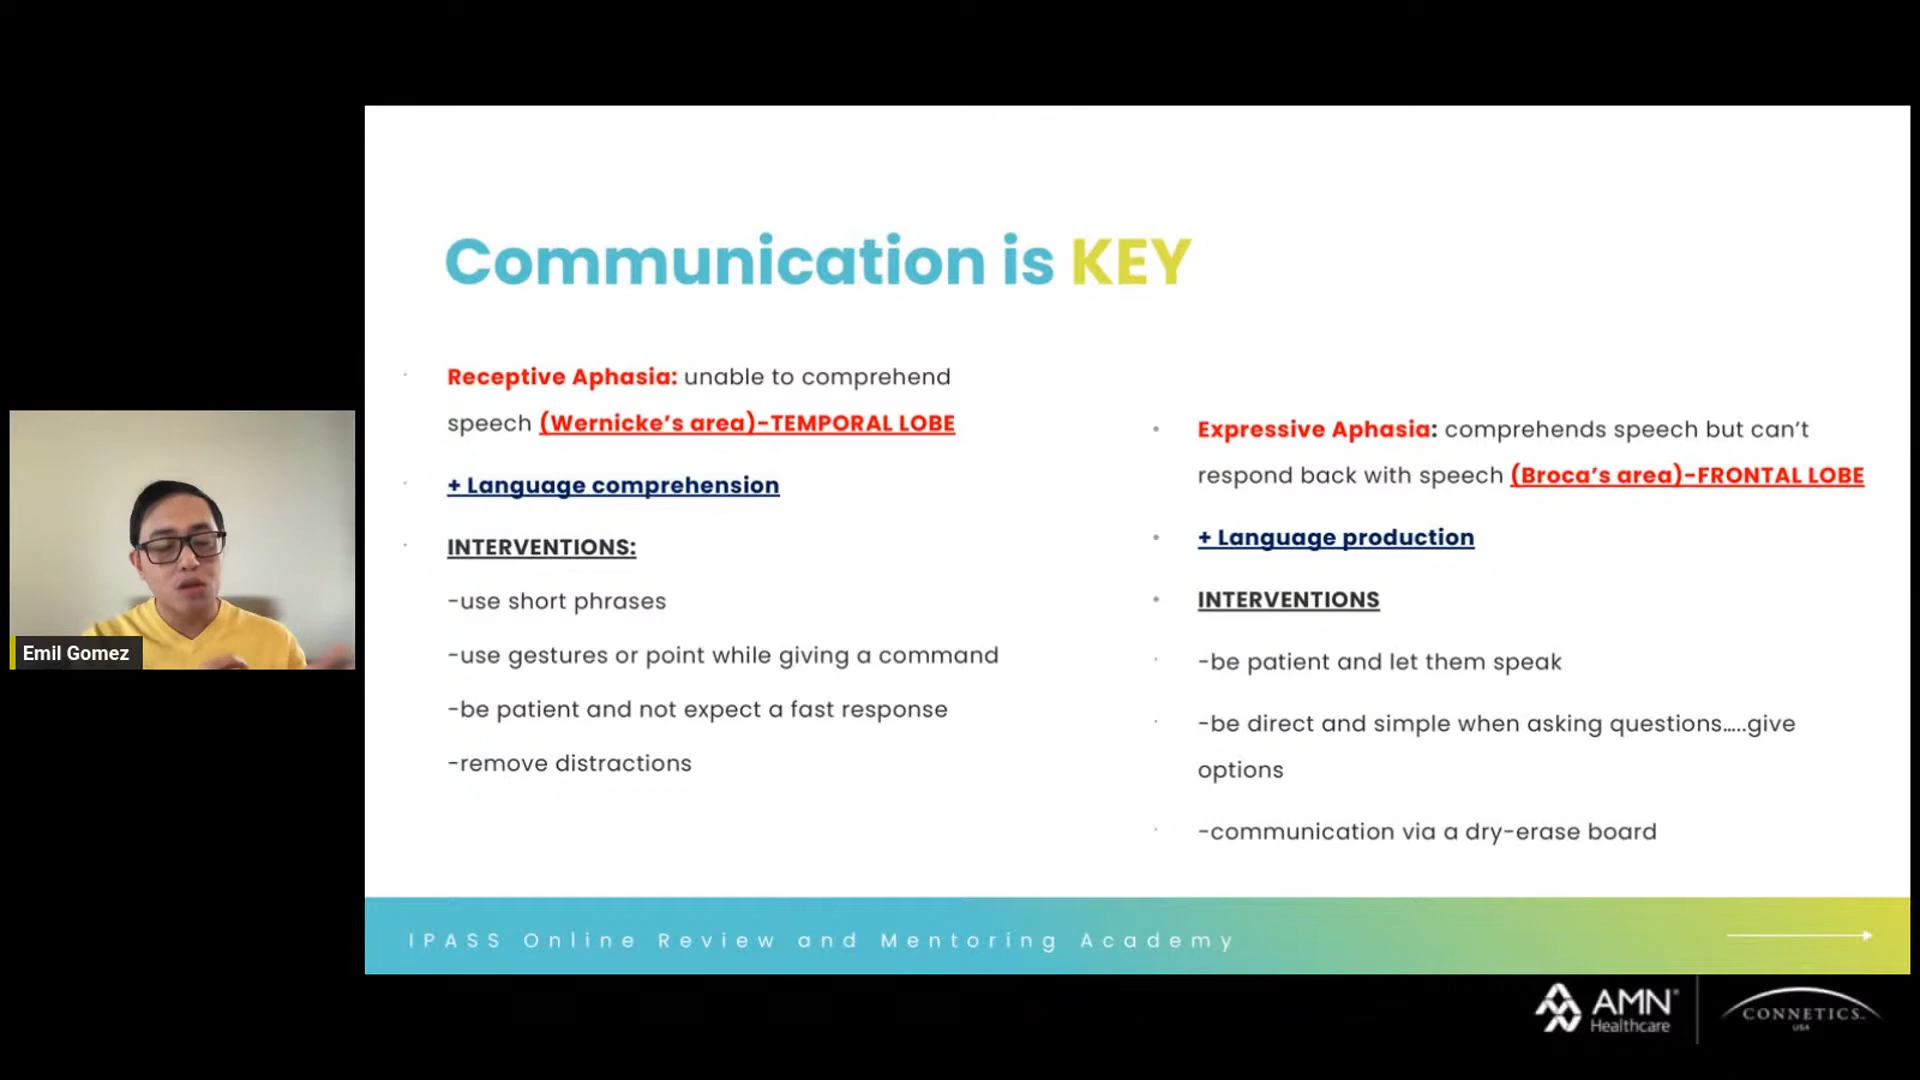 Communication is KEY
Receptive Aphasia: unable to comprehend
speech (Wernicke's area)-TEMPORAL LOBE
+ Language comprehension
INTERVENTIONS:
-use short phrases
-use gestures or point while giving a command
-be patient and not expect a fast response
-remove distractions
Expressive Aphasia: comprehends speech but can't
respond back with speech (Broca's area)-FRONTAL LOBE
+ Language production
INTERVENTIONS
-be patient and let them speak
-be direct and simple when asking questions.....give
options
-communication via a dry-erase board
Emil Gomez
IPASS Online Review and Mentoring Academy
AMN
Healthcare
CONNETICS
USA